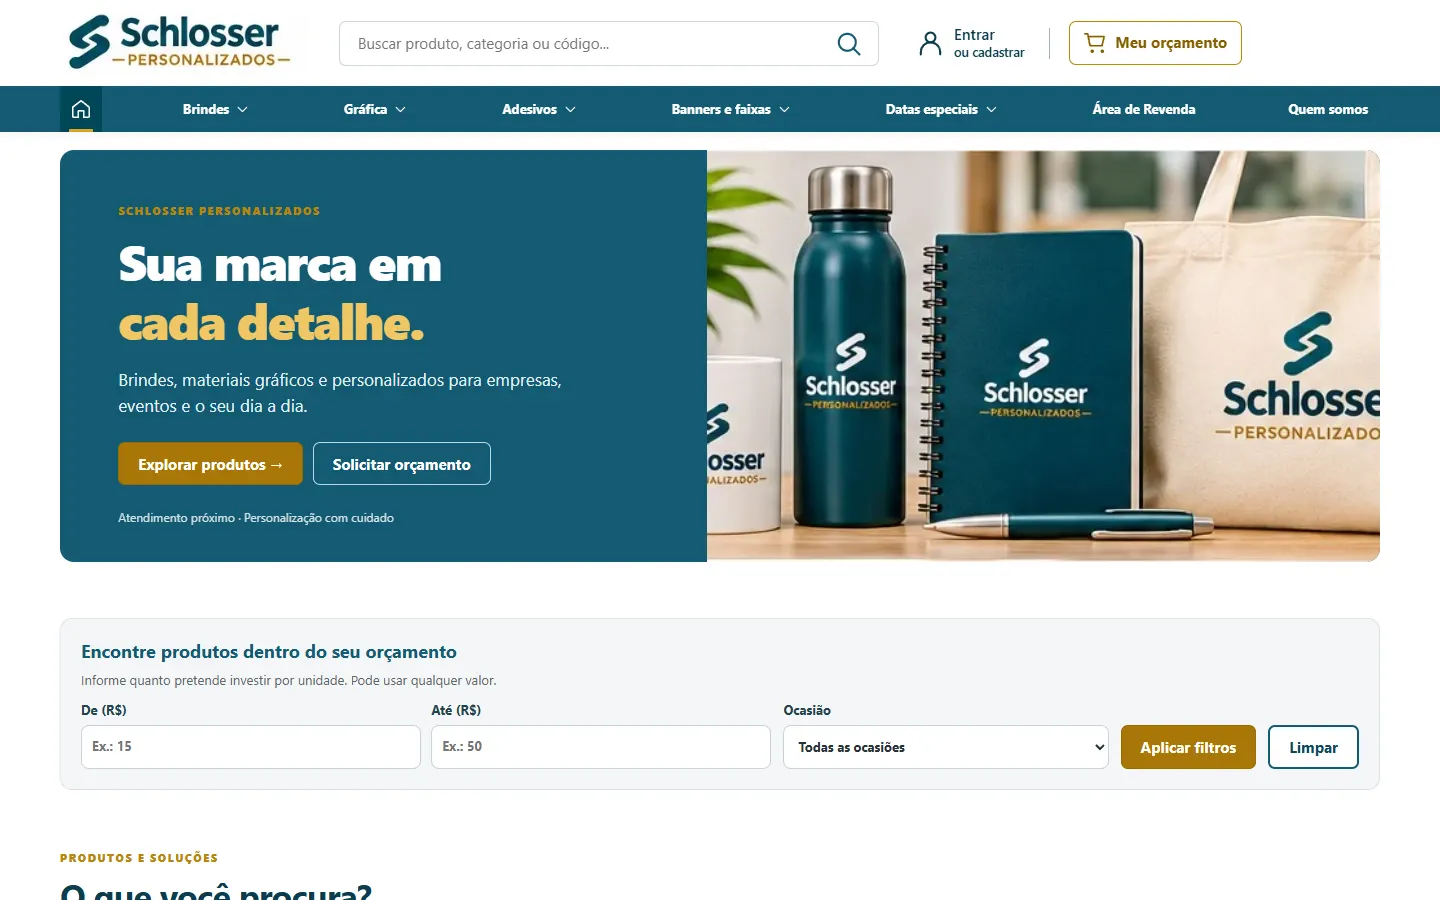 Schlosser
PERSONALIZADOS
Buscar produto, categoria ou código...
Entrar
ou cadastrar
Meu orçamento
Brindes
Gráfica
Adesivos
Banners e faixas
Datas especiais
Área de Revenda
Quem somos
SCHLOSSER PERSONALIZADOS
Sua marca em
cada detalhe.
Brindes, materiais gráficos e personalizados para empresas,
eventos e o seu dia a dia.
Explorar produtos →
Solicitar orçamento
Atendimento próximo · Personalização com cuidado
osser
ALIZADOS
Schlosser
PERSONALIZADOS
Schlosser
PERSONALIZADOS
Schlosse
PERSONALIZADO
Encontre produtos dentro do seu orçamento
Informe quanto pretende investir por unidade. Pode usar qualquer valor.
De (R$)
Até (R$)
Ocasião
Ex.: 15
Ex.: 50
Todas as ocasiões
Aplicar filtros
Limpar
PRODUTOS E SOLUÇÕES
O que você procura?